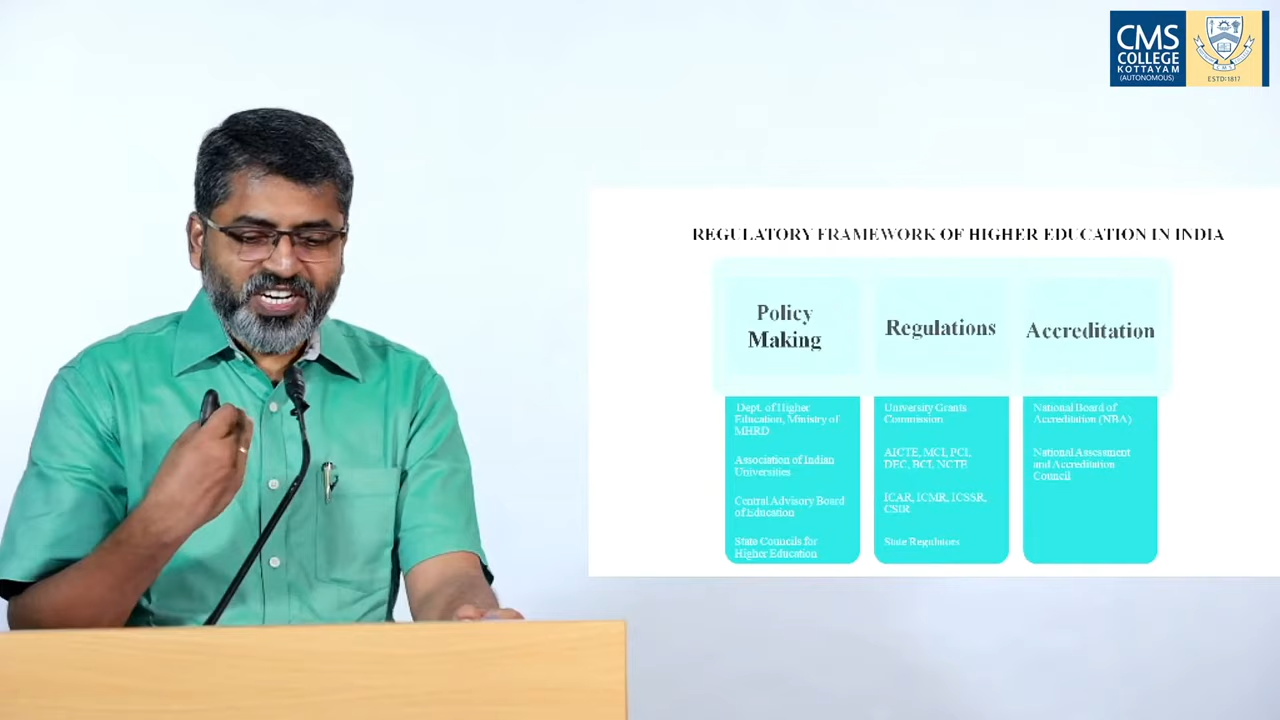 CMS
COLLEGE
KOTTAYAM
(AUTONOMOUS)
CMS
ESTD:1817
REGULATORY FRAMEWORK OF HIGHER EDUCATION IN INDIA
Policy
Making
Dept. of Higher
Education, Ministry of
MHRD
Association of Indian
Universities
Central Advisory Board
of Education
State Councils for
Higher Education
Regulations
University Grants
Commission
AICTE, MCI, PCI,
DEC, BCI, NCTE
ICAR, ICMR, ICSSR,
CSIR
State Regulators
Accreditation
National Board of
Accreditation (NBA)
National Assessment
and Accreditation
Council